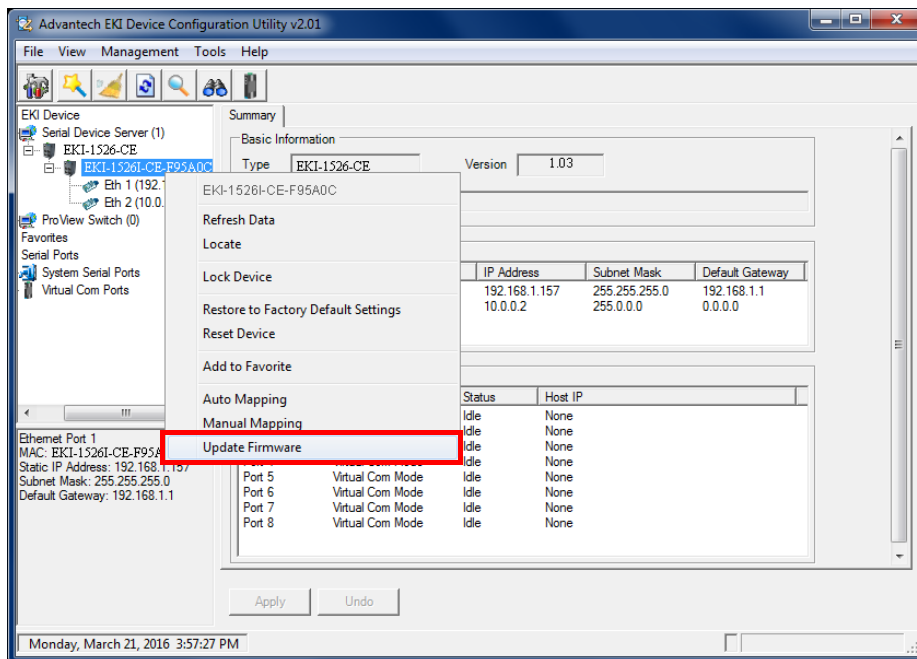 Advantech EKI Device Configuration Utility v2.01
File View Management Tools Help
EKI Device
Serial Device Server (1)
EKI-1526-CE
EKI-1526I-CE-F95A0C
Eth 1 (192.
Eth 2 (10.0.
ProView Switch (0)
Favorites
Serial Ports
System Serial Ports
Virtual Com Ports
Ethernet Port 1
MAC: EKI-1526I-CE-F95A
Static IP Address: 192.168.1.157
Subnet Mask: 255.255.255.0
Default Gateway: 192.168.1.1
EKI-1526I-CE-F95A0C
Refresh Data
Locate
Lock Device
Restore to Factory Default Settings
Reset Device
Add to Favorite
Auto Mapping
Manual Mapping
Update Firmware
Summary
Basic Information
Type EKI-1526-CE Version 1.03
IP Address Subnet Mask Default Gateway
192.168.1.157 255.255.255.0 192.168.1.1
10.0.0.2 255.0.0.0 0.0.0.0
Status Host IP
Idle None
Idle None
Idle None
Idle None
Port 5 Virtual Com Mode Idle None
Port 6 Virtual Com Mode Idle None
Port 7 Virtual Com Mode Idle None
Port 8 Virtual Com Mode Idle None
Apply Undo
Monday, March 21, 2016 3:57:27 PM